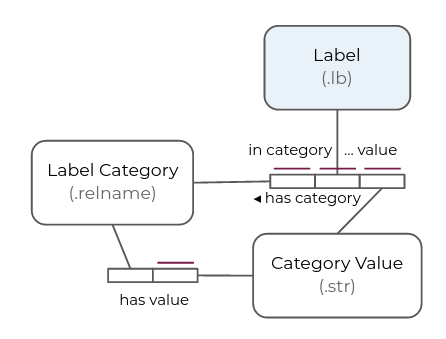 Label
(.lb)
in category ... value
Label Category
(.relname)
◄ has category
Category Value
(.str)
has value